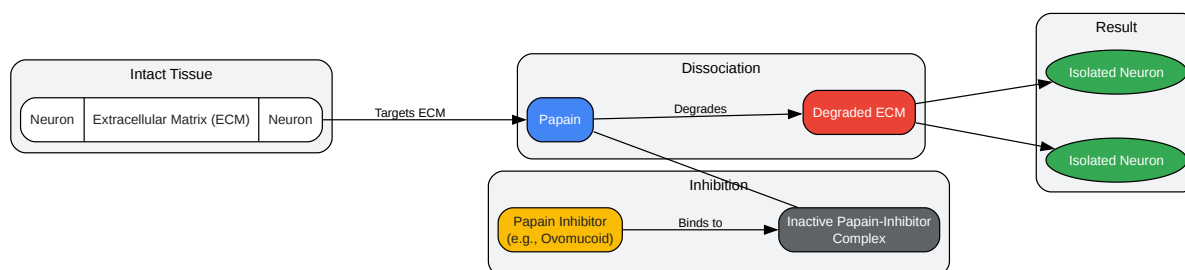 Intact Tissue
Neuron
Extracellular Matrix (ECM)
Neuron
Targets ECM
Dissociation
Papain
Degrades
Degraded ECM
Inhibition
Papain Inhibitor
(e.g., Ovomucoid)
Binds to
Inactive Papain-Inhibitor
Complex
Result
Isolated Neuron
Isolated Neuron